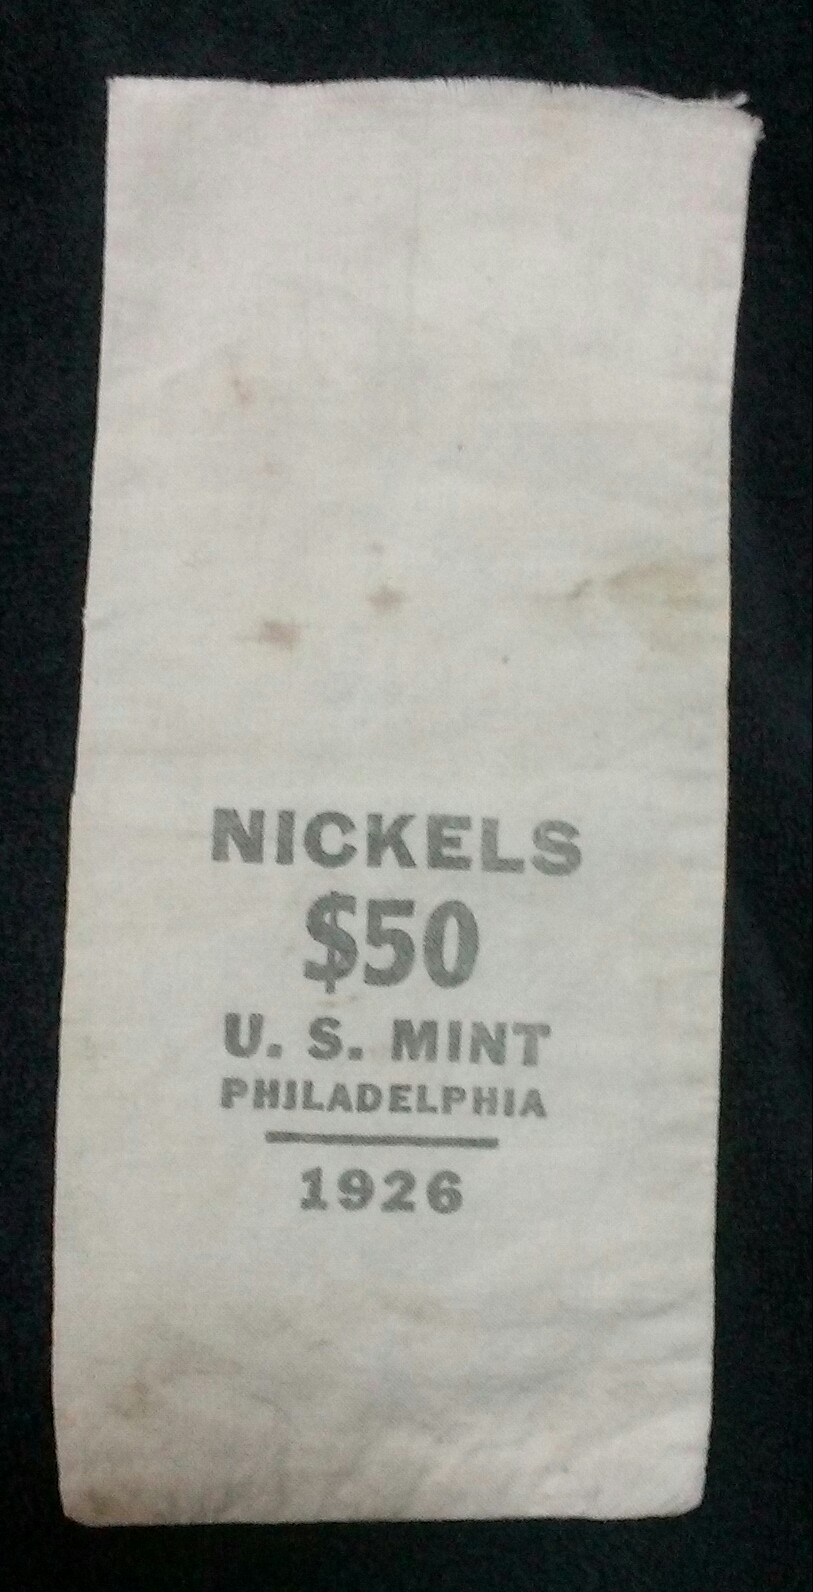 NICKELS
$50
U. S. MINT
PHILADELPHIA
1926